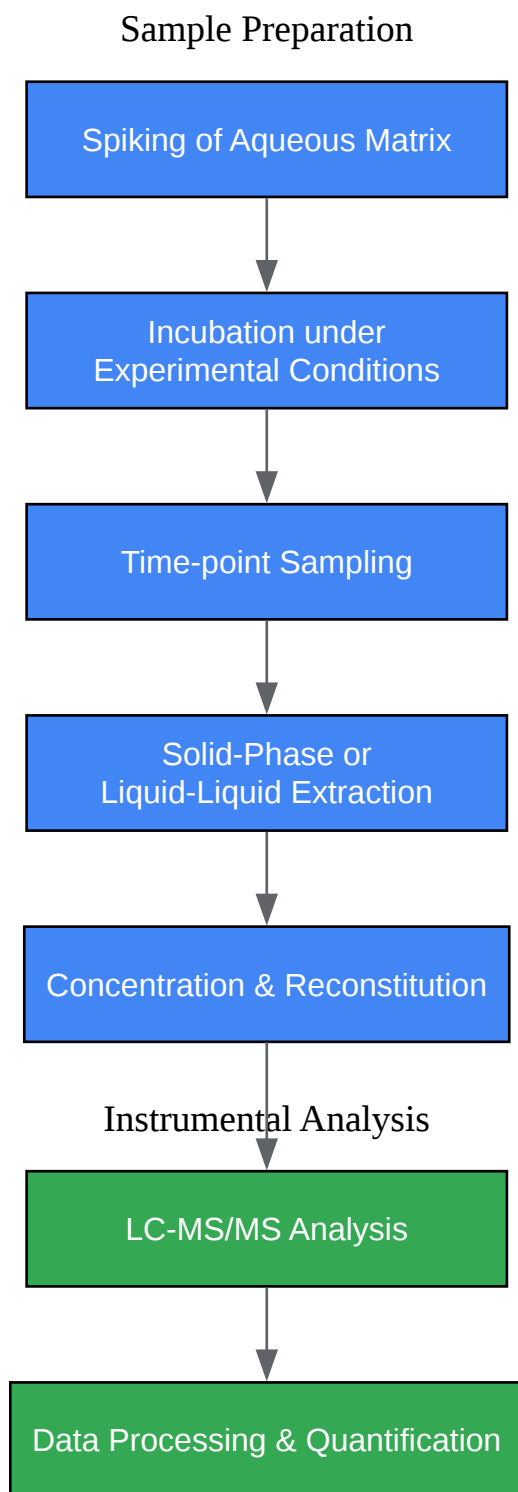 Sample Preparation
Spiking of Aqueous Matrix
Incubation under
Experimental Conditions
Time-point Sampling
Solid-Phase or
Liquid-Liquid Extraction
Concentration & Reconstitution
Instrumental Analysis
LC-MS/MS Analysis
Data Processing & Quantification